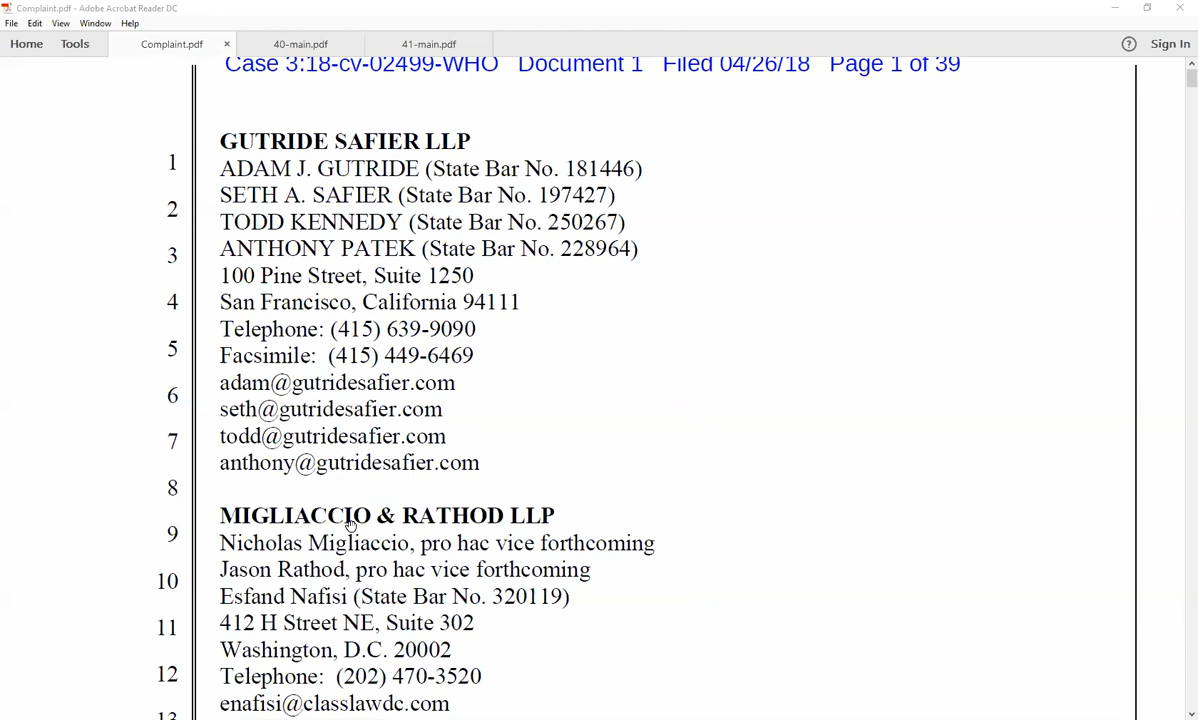 Complaint.pdf - Adobe Acrobat Reader DC
File Edit View Window Help
Home Tools Complaint.pdf × 40-main.pdf 41-main.pdf ? Sign In
Case 3:18-cv-02499-WHO Document 1 Filed 04/26/18 Page 1 of 39
GUTRIDE SAFIER LLP
1 ADAM J. GUTRIDE (State Bar No. 181446)
SETH A. SAFIER (State Bar No. 197427)
2 TODD KENNEDY (State Bar No. 250267)
3 ANTHONY PATEK (State Bar No. 228964)
100 Pine Street, Suite 1250
4 San Francisco, California 94111
Telephone: (415) 639-9090
5 Facsimile: (415) 449-6469
adam@gutridesafier.com
6 seth@gutridesafier.com
7 todd@gutridesafier.com
anthony@gutridesafier.com
8
MIGLIACCIO & RATHOD LLP
9 Nicholas Migliaccio, pro hac vice forthcoming
10 Jason Rathod, pro hac vice forthcoming
Esfand Nafisi (State Bar No. 320119)
11 412 H Street NE, Suite 302
Washington, D.C. 20002
12 Telephone: (202) 470-3520
enafisi@classlawdc.com
13